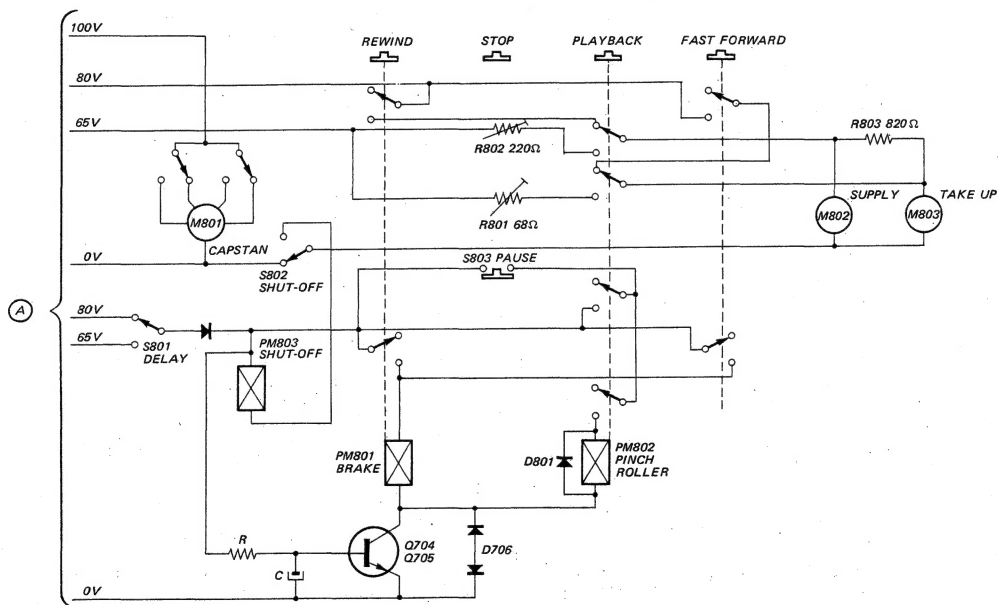 100V
REWIND
STOP
PLAYBACK
FAST FORWARD
80V
65V
R802 220Ω
R803 820Ω
M801
CAPSTAN
R801 68Ω
SUPPLY
TAKE UP
M802
M803
0V
S802
SHUT-OFF
S803 PAUSE
A
80V
65V
S801
DELAY
PM803
SHUT-OFF
PM801
BRAKE
D801
PM802
PINCH
ROLLER
R
Q704
Q705
D706
C
0V